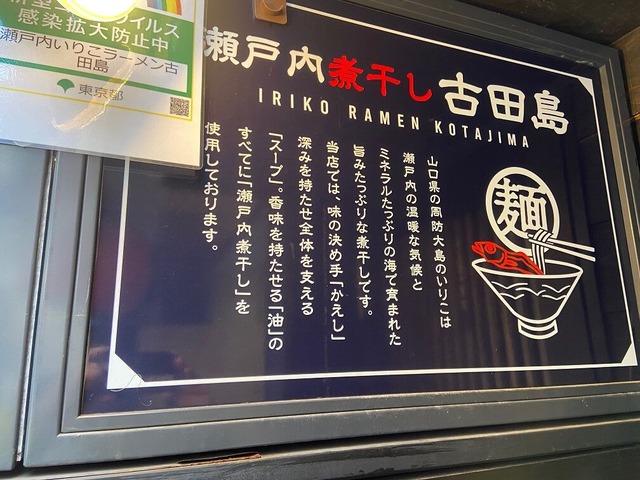 ウイルス
感染拡大防止中
瀬戸内いりこラーメン古
田島
東京都
瀬戸内煮干し古田島
IRIKO RAMEN KOTAJIMA
麺
山口県の周防大島のいりこは
瀬戸内の温暖な気候と
ミネラルたっぷりの海で育まれた
旨みたっぷりな煮干しです。
当店では、味の決め手「かえし」
深みを持たせ全体を支える
「スープ」。香味を持たせる「油」の
すべてに「瀬戸内煮干し」を
使用しております。